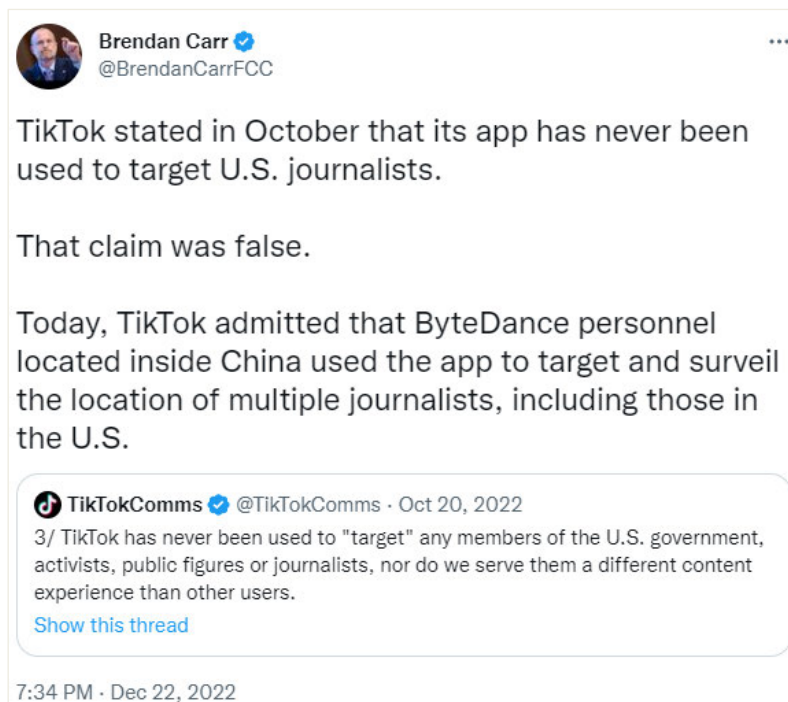 Brendan Carr
@BrendanCarrFCC
TikTok stated in October that its app has never been
used to target U.S. journalists.
That claim was false.
Today, TikTok admitted that ByteDance personnel
located inside China used the app to target and surveil
the location of multiple journalists, including those in
the U.S.
TikTokComms @TikTokComms · Oct 20, 2022
3/ TikTok has never been used to "target" any members of the U.S. government,
activists, public figures or journalists, nor do we serve them a different content
experience than other users.
Show this thread
7:34 PM · Dec 22, 2022